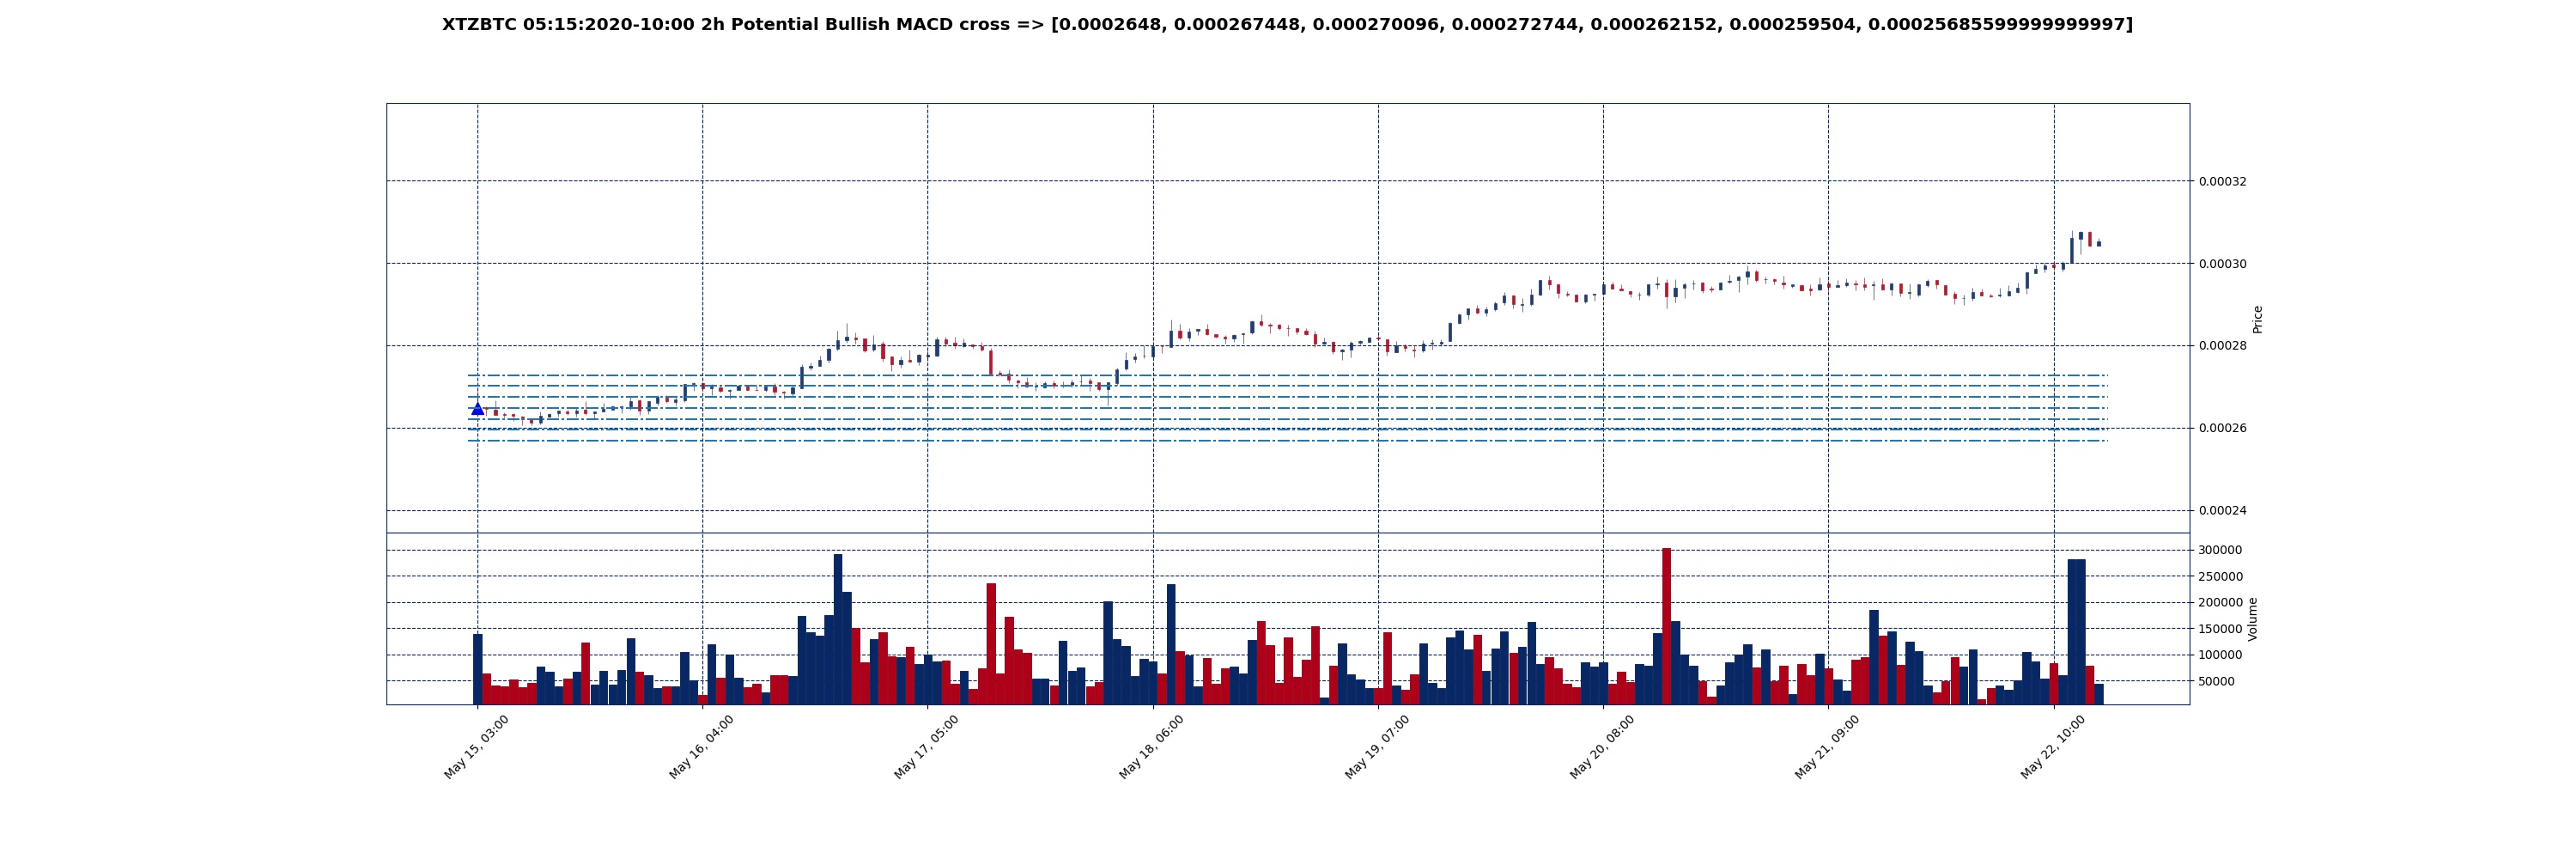 XTZBTC 05:15:2020-10:00 2h Potential Bullish MACD cross => [0.0002648, 0.000267448, 0.000270096, 0.000272744, 0.000262152, 0.000259504, 0.00025685599999999997]
0.00032
0.00030
0.00028
0.00026
0.00024
Price
300000
250000
200000
150000
100000
50000
Volume
May 15, 03:00
May 16, 04:00
May 17, 05:00
May 18, 06:00
May 19, 07:00
May 20, 08:00
May 21, 09:00
May 22, 10:00